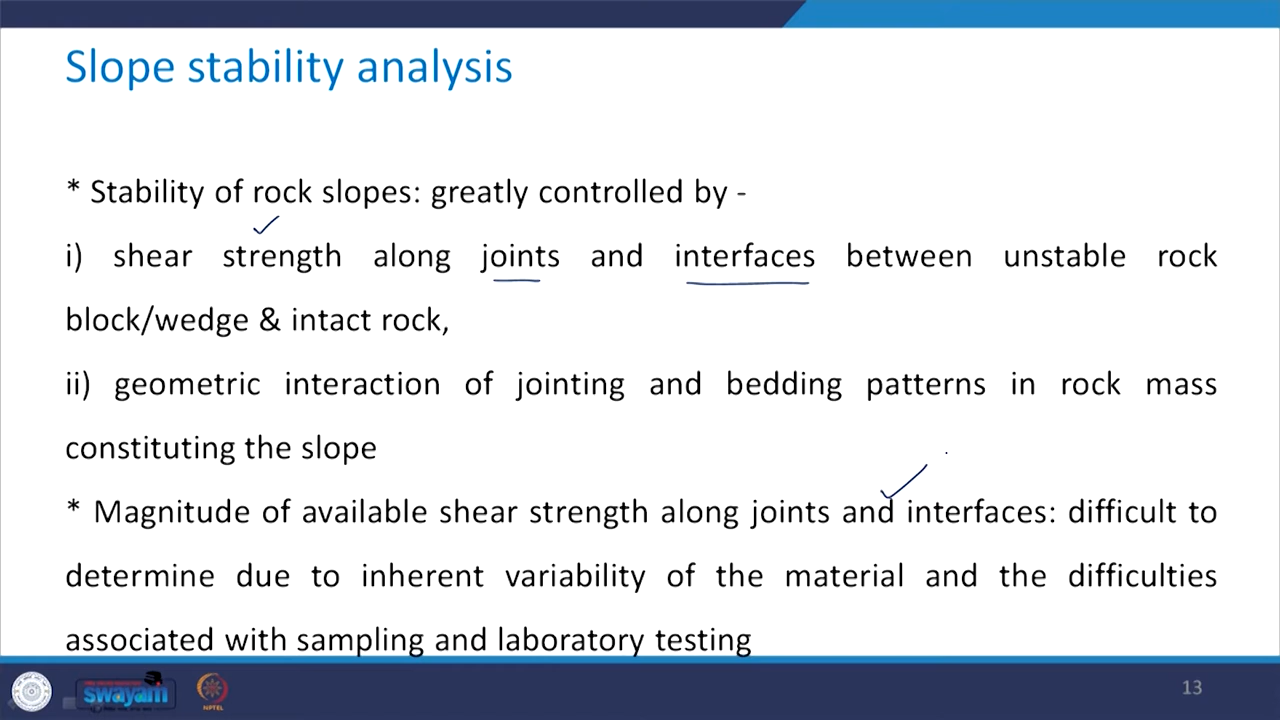 Slope stability analysis
* Stability of rock slopes: greatly controlled by -
i) shear strength along joints and interfaces between unstable rock
block/wedge & intact rock,
ii) geometric interaction of jointing and bedding patterns in rock mass
constituting the slope
* Magnitude of available shear strength along joints and interfaces: difficult to
determine due to inherent variability of the material and the difficulties
associated with sampling and laboratory testing
swayam
NPTEL
13